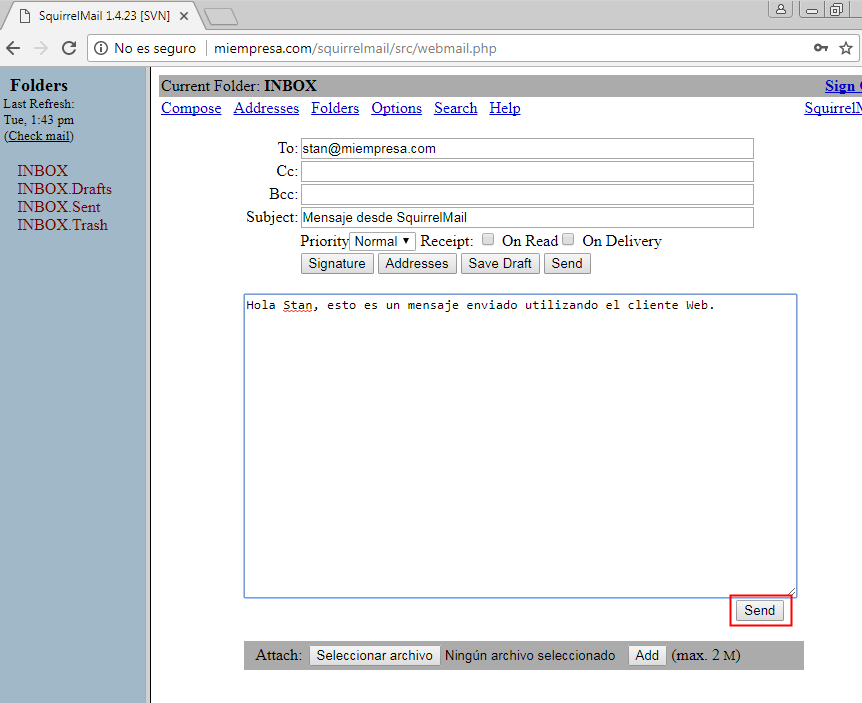 SquirrelMail 1.4.23 [SVN]
No es seguro miempresa.com/squirrelmail/src/webmail.php
Folders
Last Refresh:
Tue, 1:43 pm
(Check mail)
INBOX
INBOX.Drafts
INBOX.Sent
INBOX.Trash
Current Folder: INBOX Sign
Compose Addresses Folders Options Search Help SquirrelM
To: stan@miempresa.com
Cc:
Bcc:
Subject: Mensaje desde SquirrelMail
Priority Normal Receipt: On Read On Delivery
Signature Addresses Save Draft Send
Hola Stan, esto es un mensaje enviado utilizando el cliente Web.
Send
Attach: Seleccionar archivo Ningún archivo seleccionado Add (max. 2 M)